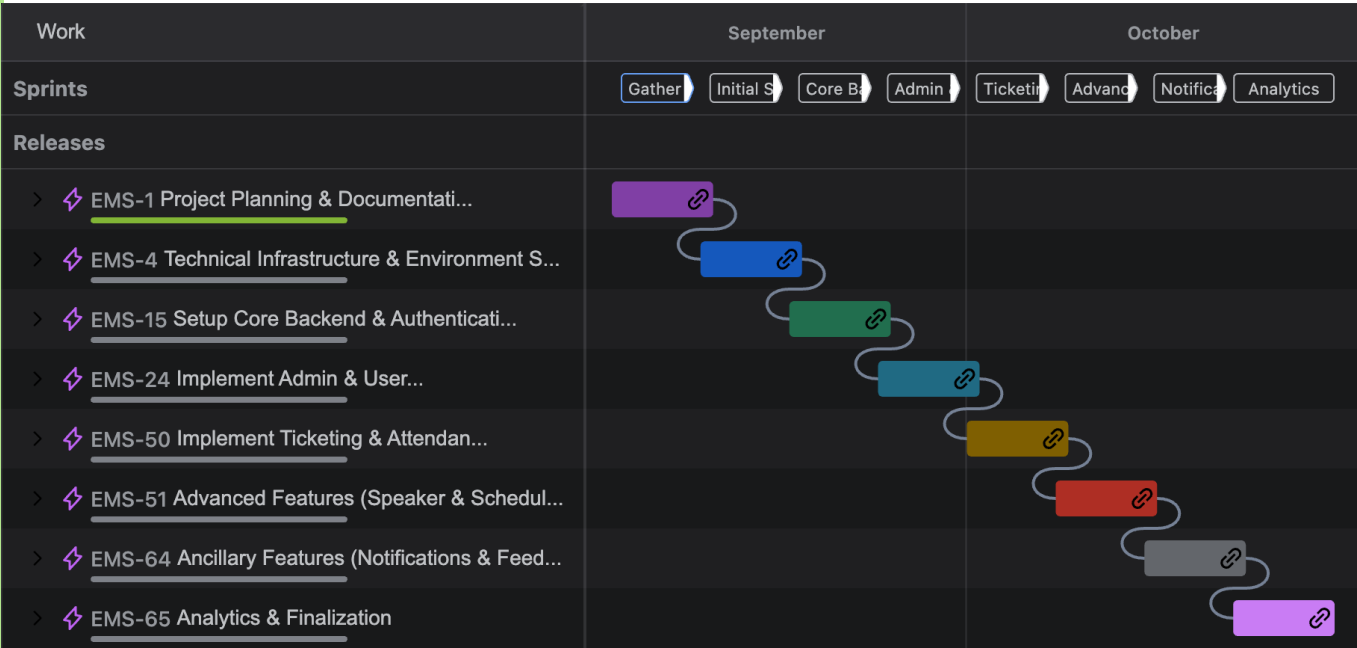 Work
September
October
Sprints
Gather
Initial S
Core Ba
Admin
Ticketin
Advanc
Notifica
Analytics
Releases
EMS-1 Project Planning & Documentati...
EMS-4 Technical Infrastructure & Environment S...
EMS-15 Setup Core Backend & Authenticati...
EMS-24 Implement Admin & User...
EMS-50 Implement Ticketing & Attendan...
EMS-51 Advanced Features (Speaker & Schedul...
EMS-64 Ancillary Features (Notifications & Feed...
EMS-65 Analytics & Finalization